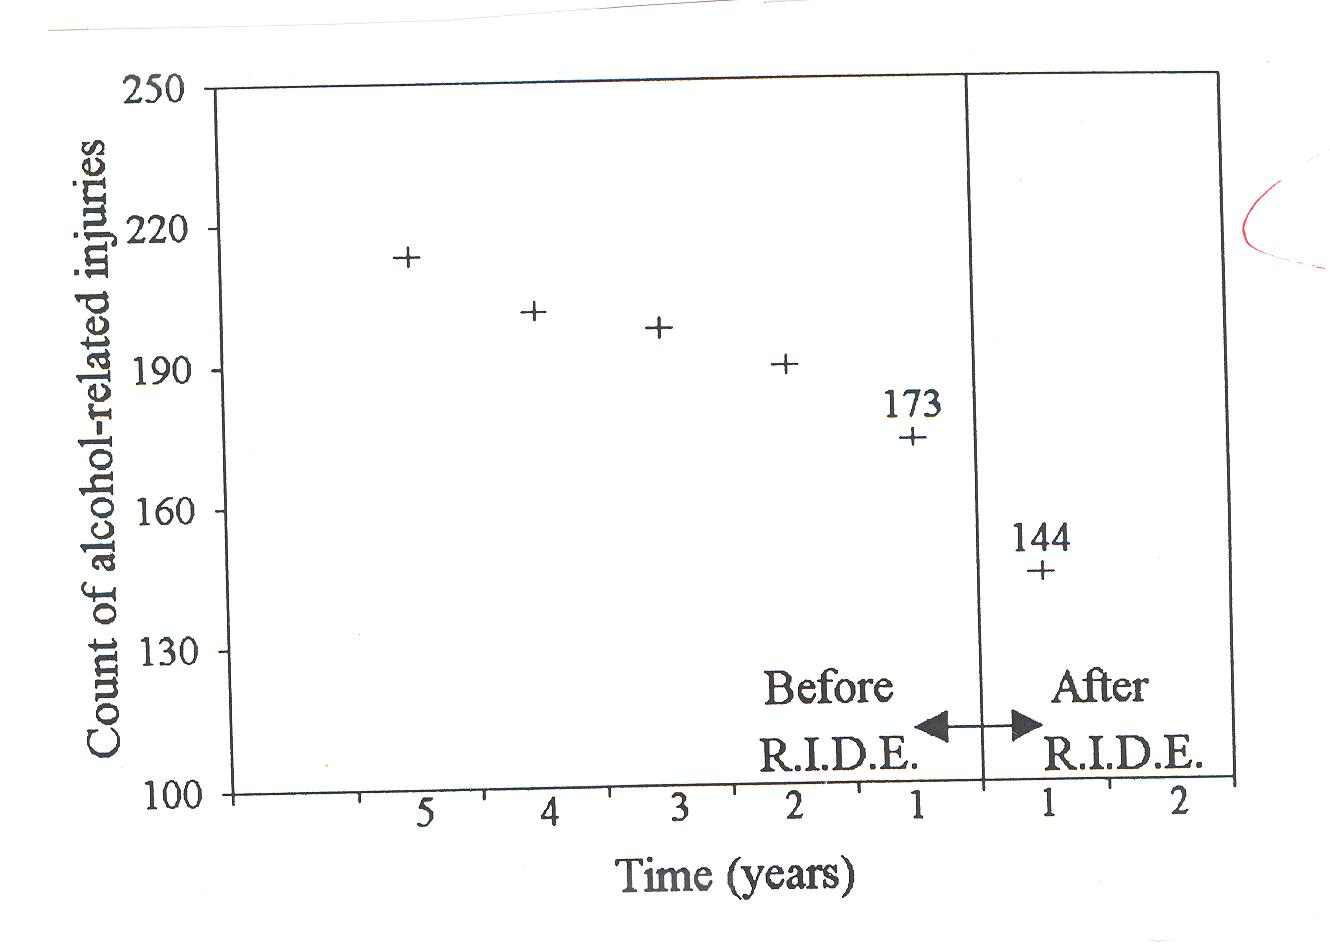 250
220
190
160
130
100
Count of alcohol-related injuries
173
144
Before
R.I.D.E.
After
R.I.D.E.
5 4 3 2 1 1 2
Time (years)